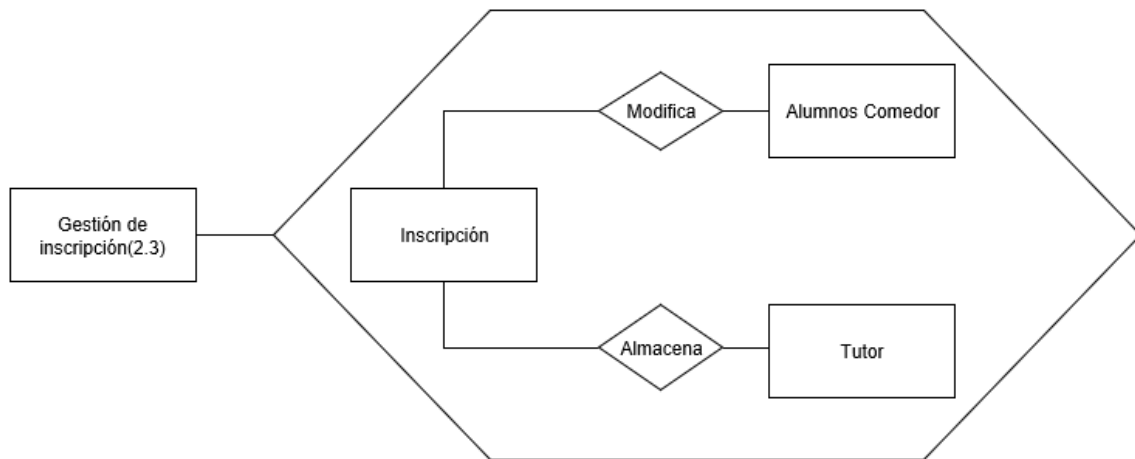 Modifica
Alumnos Comedor
Gestión de
inscripción(2.3)
Inscripción
Almacena
Tutor